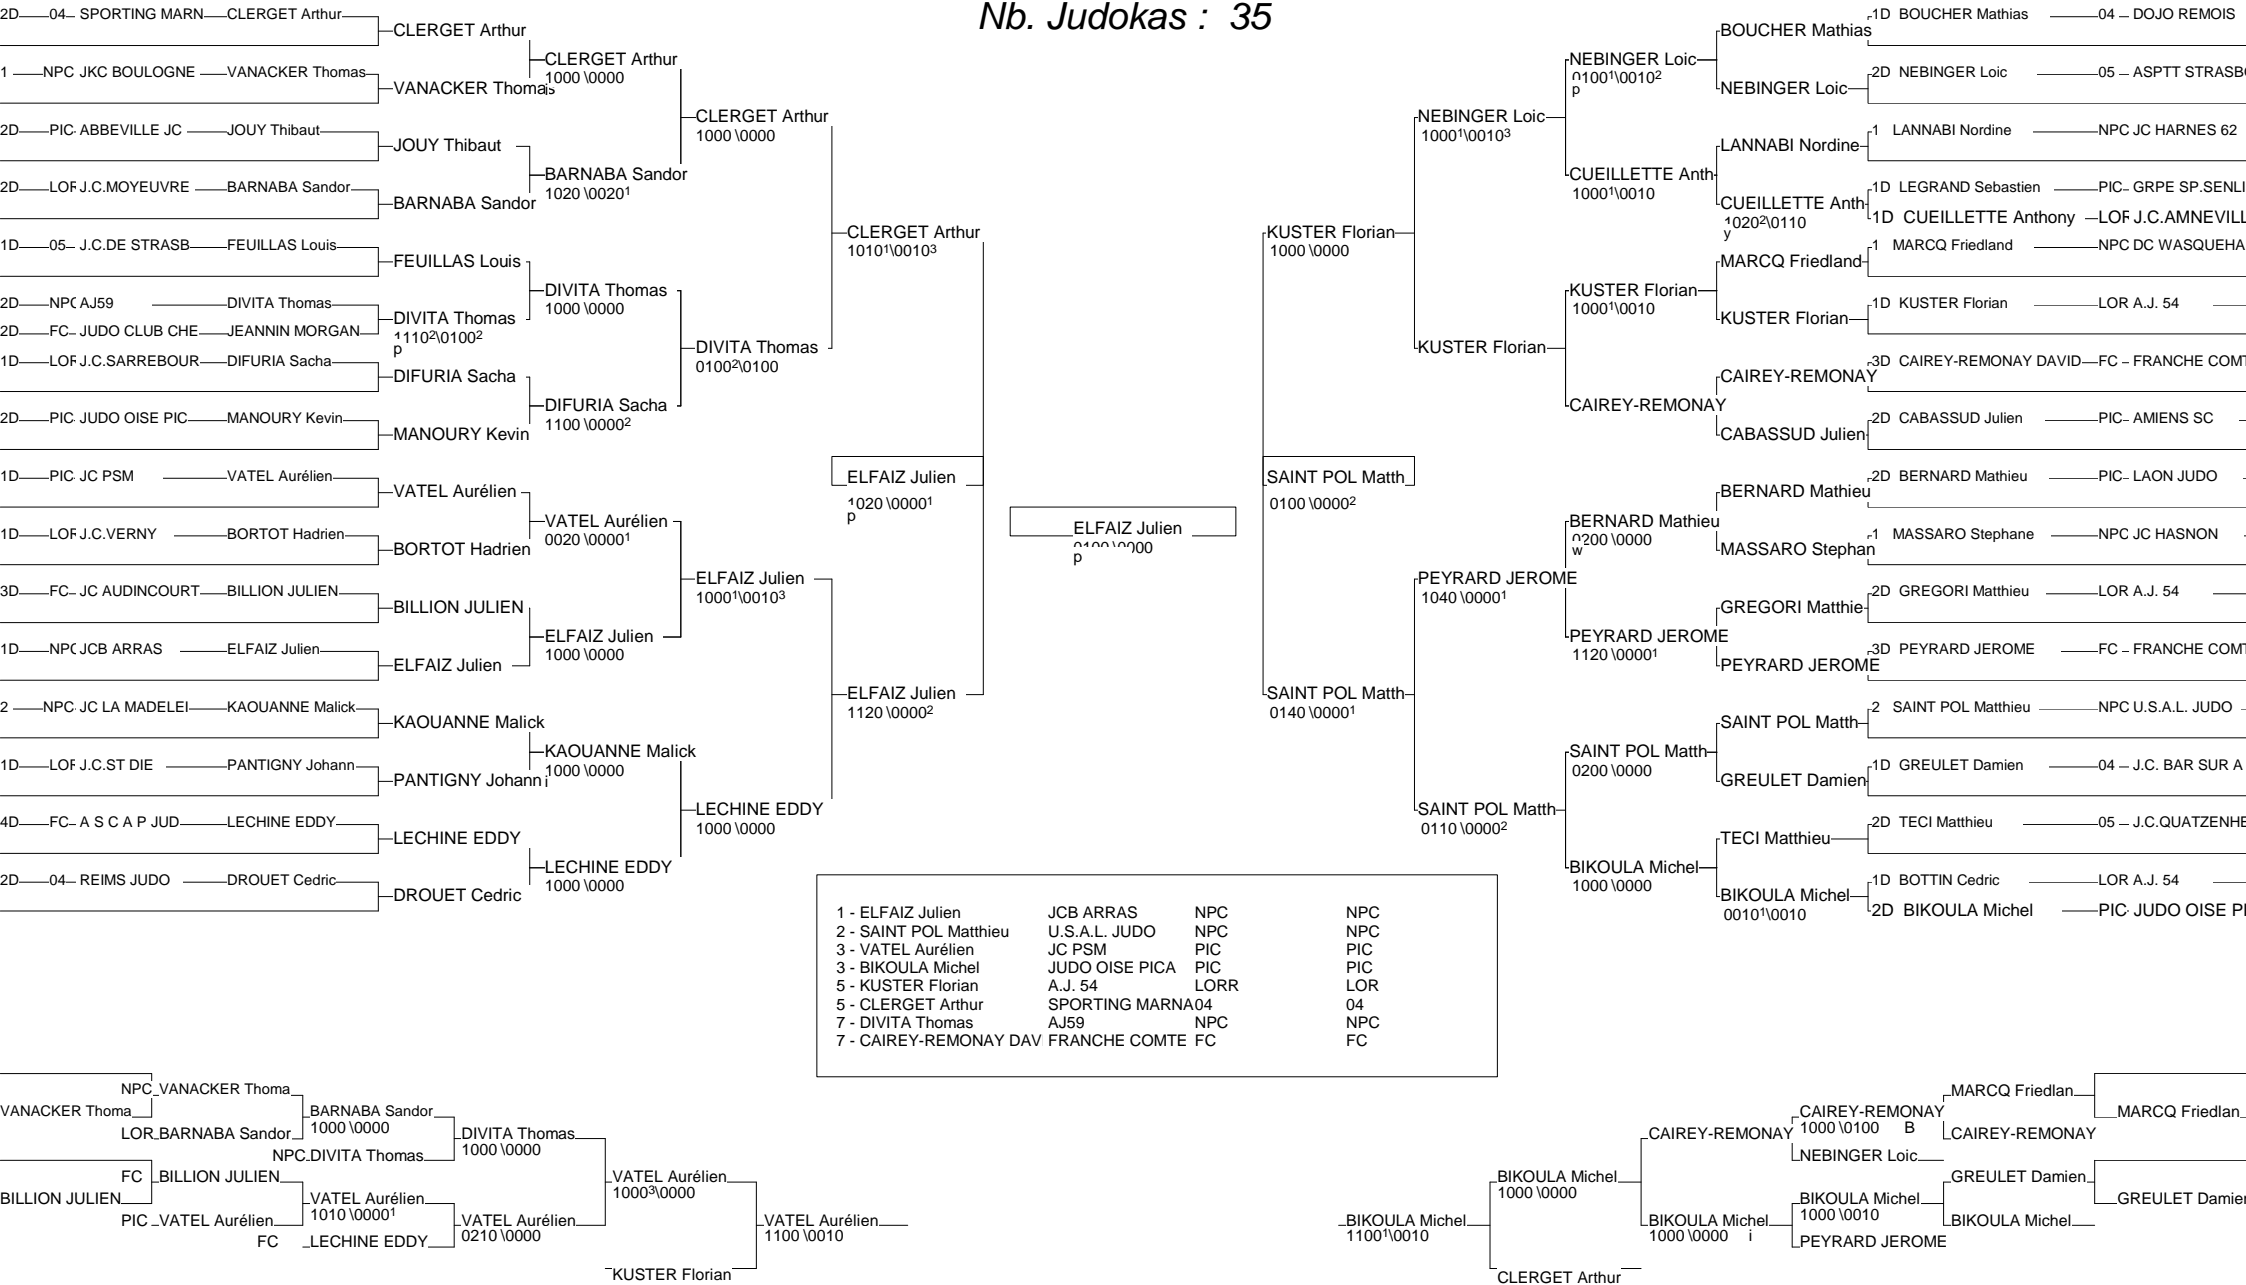 Nb. Judokas : 35
2D 04 SPORTING MARN CLERGET Arthur
1 NPC JKC BOULOGNE VANACKER Thomas
2D PIC ABBEVILLE JC JOUY Thibaut
2D LOR J.C.MOYEUVRE BARNABA Sandor
1D 05 J.C.DE STRASB FEUILLAS Louis
2D NPC AJ59 DIVITA Thomas
2D FC JUDO CLUB CHE JEANNIN MORGAN
1D LOR J.C.SARREBOUR DIFURIA Sacha
2D PIC JUDO OISE PIC MANOURY Kevin
1D PIC JC PSM VATEL Aurélien
1D LOR J.C.VERNY BORTOT Hadrien
3D FC JC AUDINCOURT BILLION JULIEN
1D NPC JCB ARRAS ELFAIZ Julien
2 NPC JC LA MADELEI KAOUANNE Malick
1D LOR J.C.ST DIE PANTIGNY Johann
4D FC A S C A P JUD LECHINE EDDY
2D 04 REIMS JUDO DROUET Cedric
CLERGET Arthur
VANACKER Thomas
JOUY Thibaut
BARNABA Sandor
FEUILLAS Louis
DIVITA Thomas
1110²\0100²
p
DIFURIA Sacha
MANOURY Kevin
VATEL Aurélien
BORTOT Hadrien
BILLION JULIEN
ELFAIZ Julien
KAOUANNE Malick
PANTIGNY Johann
i
LECHINE EDDY
DROUET Cedric
CLERGET Arthur
1000 \0000
BARNABA Sandor
1020 \0020¹
DIVITA Thomas
1000 \0000
DIFURIA Sacha
1100 \0000²
VATEL Aurélien
0020 \0000¹
ELFAIZ Julien
1000 \0000
KAOUANNE Malick
1000 \0000
LECHINE EDDY
1000 \0000
CLERGET Arthur
1000 \0000
DIVITA Thomas
0100²\0100
ELFAIZ Julien
1000¹\0010³
LECHINE EDDY
1000 \0000
CLERGET Arthur
1010¹\0010³
ELFAIZ Julien
1120 \0000²
ELFAIZ Julien
1020 \0000¹
p
ELFAIZ Julien
0100 \0000
p
SAINT POL Matth
0100 \0000²
KUSTER Florian
1000 \0000
SAINT POL Matth
0140 \0000¹
NEBINGER Loic
1000¹\0010³
KUSTER Florian
PEYRARD JEROME
1040 \0000¹
SAINT POL Matth
0110 \0000²
NEBINGER Loic
0100¹\0010²
p
CUEILLETTE Anth
1000¹\0010
KUSTER Florian
1000¹\0010
CAIREY-REMONAY
BERNARD Mathieu
0200 \0000
w
PEYRARD JEROME
1120 \0000¹
SAINT POL Matth
0200 \0000
BIKOULA Michel
1000 \0000
BOUCHER Mathias
NEBINGER Loic
LANNABI Nordine
CUEILLETTE Anth
1020²\0110
y
MARCQ Friedland
KUSTER Florian
CAIREY-REMONAY
CABASSUD Julien
BERNARD Mathieu
MASSARO Stephan
GREGORI Matthie
PEYRARD JEROME
SAINT POL Matth
GREULET Damien
TECI Matthieu
BIKOULA Michel
0010¹\0010
1D BOUCHER Mathias 04 DOJO REMOIS
2D NEBINGER Loic 05 ASPTT STRASB
1 LANNABI Nordine NPC JC HARNES 62
1D LEGRAND Sebastien PIC GRPE SP.SENLI
1D CUEILLETTE Anthony LOR J.C.AMNEVILL
1 MARCQ Friedland NPC DC WASQUEHA
1D KUSTER Florian LOR A.J. 54
3D CAIREY-REMONAY DAVID FC FRANCHE COMT
2D CABASSUD Julien PIC AMIENS SC
2D BERNARD Mathieu PIC LAON JUDO
1 MASSARO Stephane NPC JC HASNON
2D GREGORI Matthieu LOR A.J. 54
3D PEYRARD JEROME FC FRANCHE COMT
2 SAINT POL Matthieu NPC U.S.A.L. JUDO
1D GREULET Damien 04 J.C. BAR SUR A
2D TECI Matthieu 05 J.C.QUATZENHE
1D BOTTIN Cedric LOR A.J. 54
2D BIKOULA Michel PIC JUDO OISE PI
1 - ELFAIZ Julien JCB ARRAS NPC NPC
2 - SAINT POL Matthieu U.S.A.L. JUDO NPC NPC
3 - VATEL Aurélien JC PSM PIC PIC
3 - BIKOULA Michel JUDO OISE PICA PIC PIC
5 - KUSTER Florian A.J. 54 LORR LOR
5 - CLERGET Arthur SPORTING MARNA 04 04
7 - DIVITA Thomas AJ59 NPC NPC
7 - CAIREY-REMONAY DAVI FRANCHE COMTE FC FC
VANACKER Thoma
BILLION JULIEN
NPC VANACKER Thoma
LOR BARNABA Sandor
FC BILLION JULIEN
PIC VATEL Aurélien
BARNABA Sandor
1000 \0000
NPC DIVITA Thomas
VATEL Aurélien
1010 \0000¹
FC LECHINE EDDY
DIVITA Thomas
1000 \0000
VATEL Aurélien
0210 \0000
VATEL Aurélien
1000³\0000
KUSTER Florian
VATEL Aurélien
1100 \0010
BIKOULA Michel
1100¹\0010
BIKOULA Michel
1000 \0000
CLERGET Arthur
CAIREY-REMONAY
BIKOULA Michel
1000 \0000 i
CAIREY-REMONAY
1000 \0100 B
NEBINGER Loic
BIKOULA Michel
1000 \0010
PEYRARD JEROME
MARCQ Friedlan
CAIREY-REMONAY
GREULET Damien
BIKOULA Michel
MARCQ Friedlan
GREULET Damien